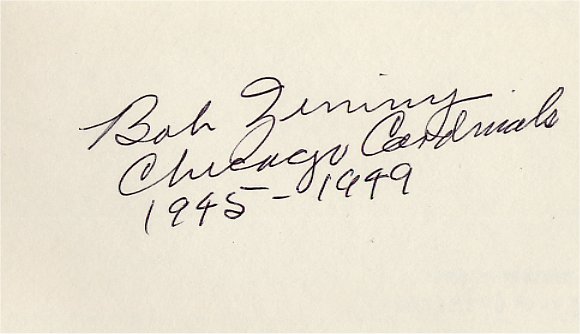 Bob Zimny
Chicago Cardinals
1945-1949